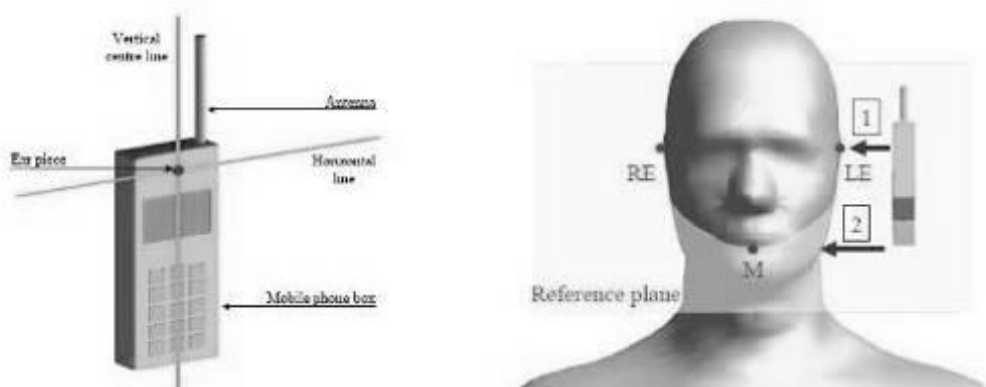 Vertical
centre line
Antenna
Ear piece
Horizontal
line
Mobile phone box
1
RE
LE
2
M
Reference plane